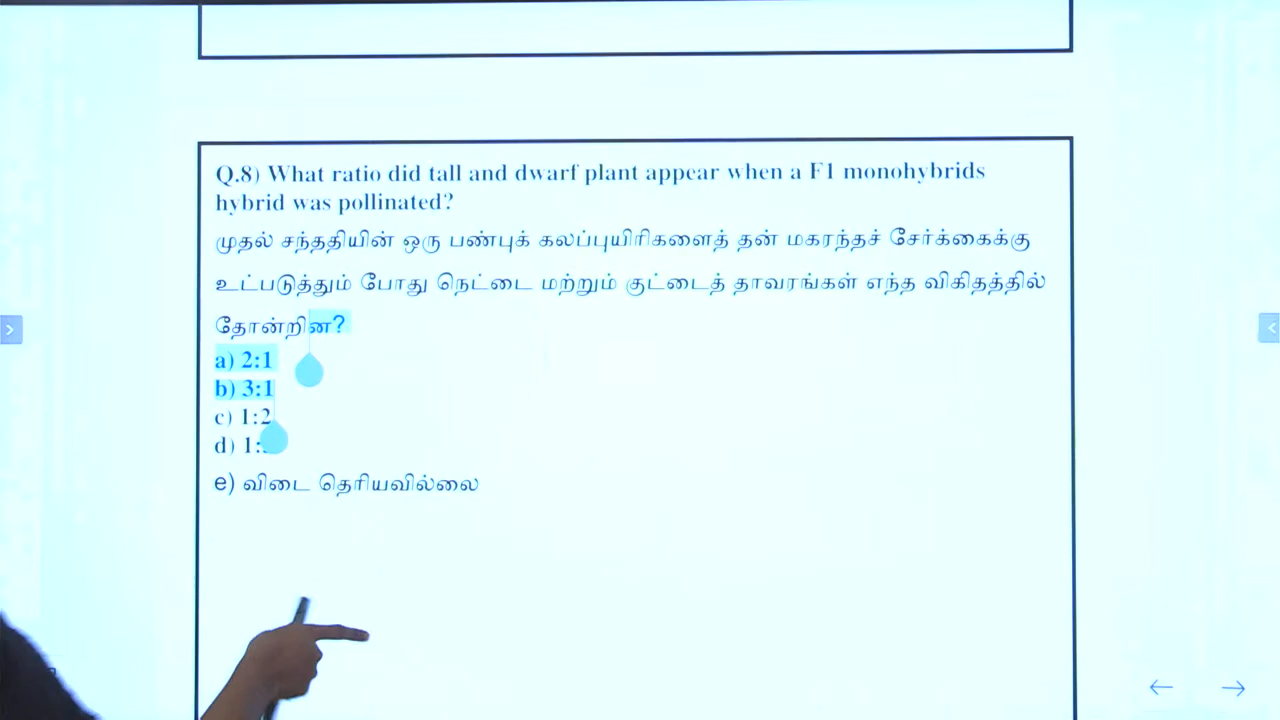 Q.8) What ratio did tall and dwarf plant appear when a F1 monohybrids
hybrid was pollinated?
முதல் சந்ததியின் ஒரு பண்புக் கலப்புயிரிகளைத் தன் மகரந்தச் சேர்க்கைக்கு
உட்படுத்தும் போது நெட்டை மற்றும் குட்டைத் தாவரங்கள் எந்த விகிதத்தில்
தோன்றின?
a) 2:1
b) 3:1
c) 1:2
d) 1:
e) விடை தெரியவில்லை